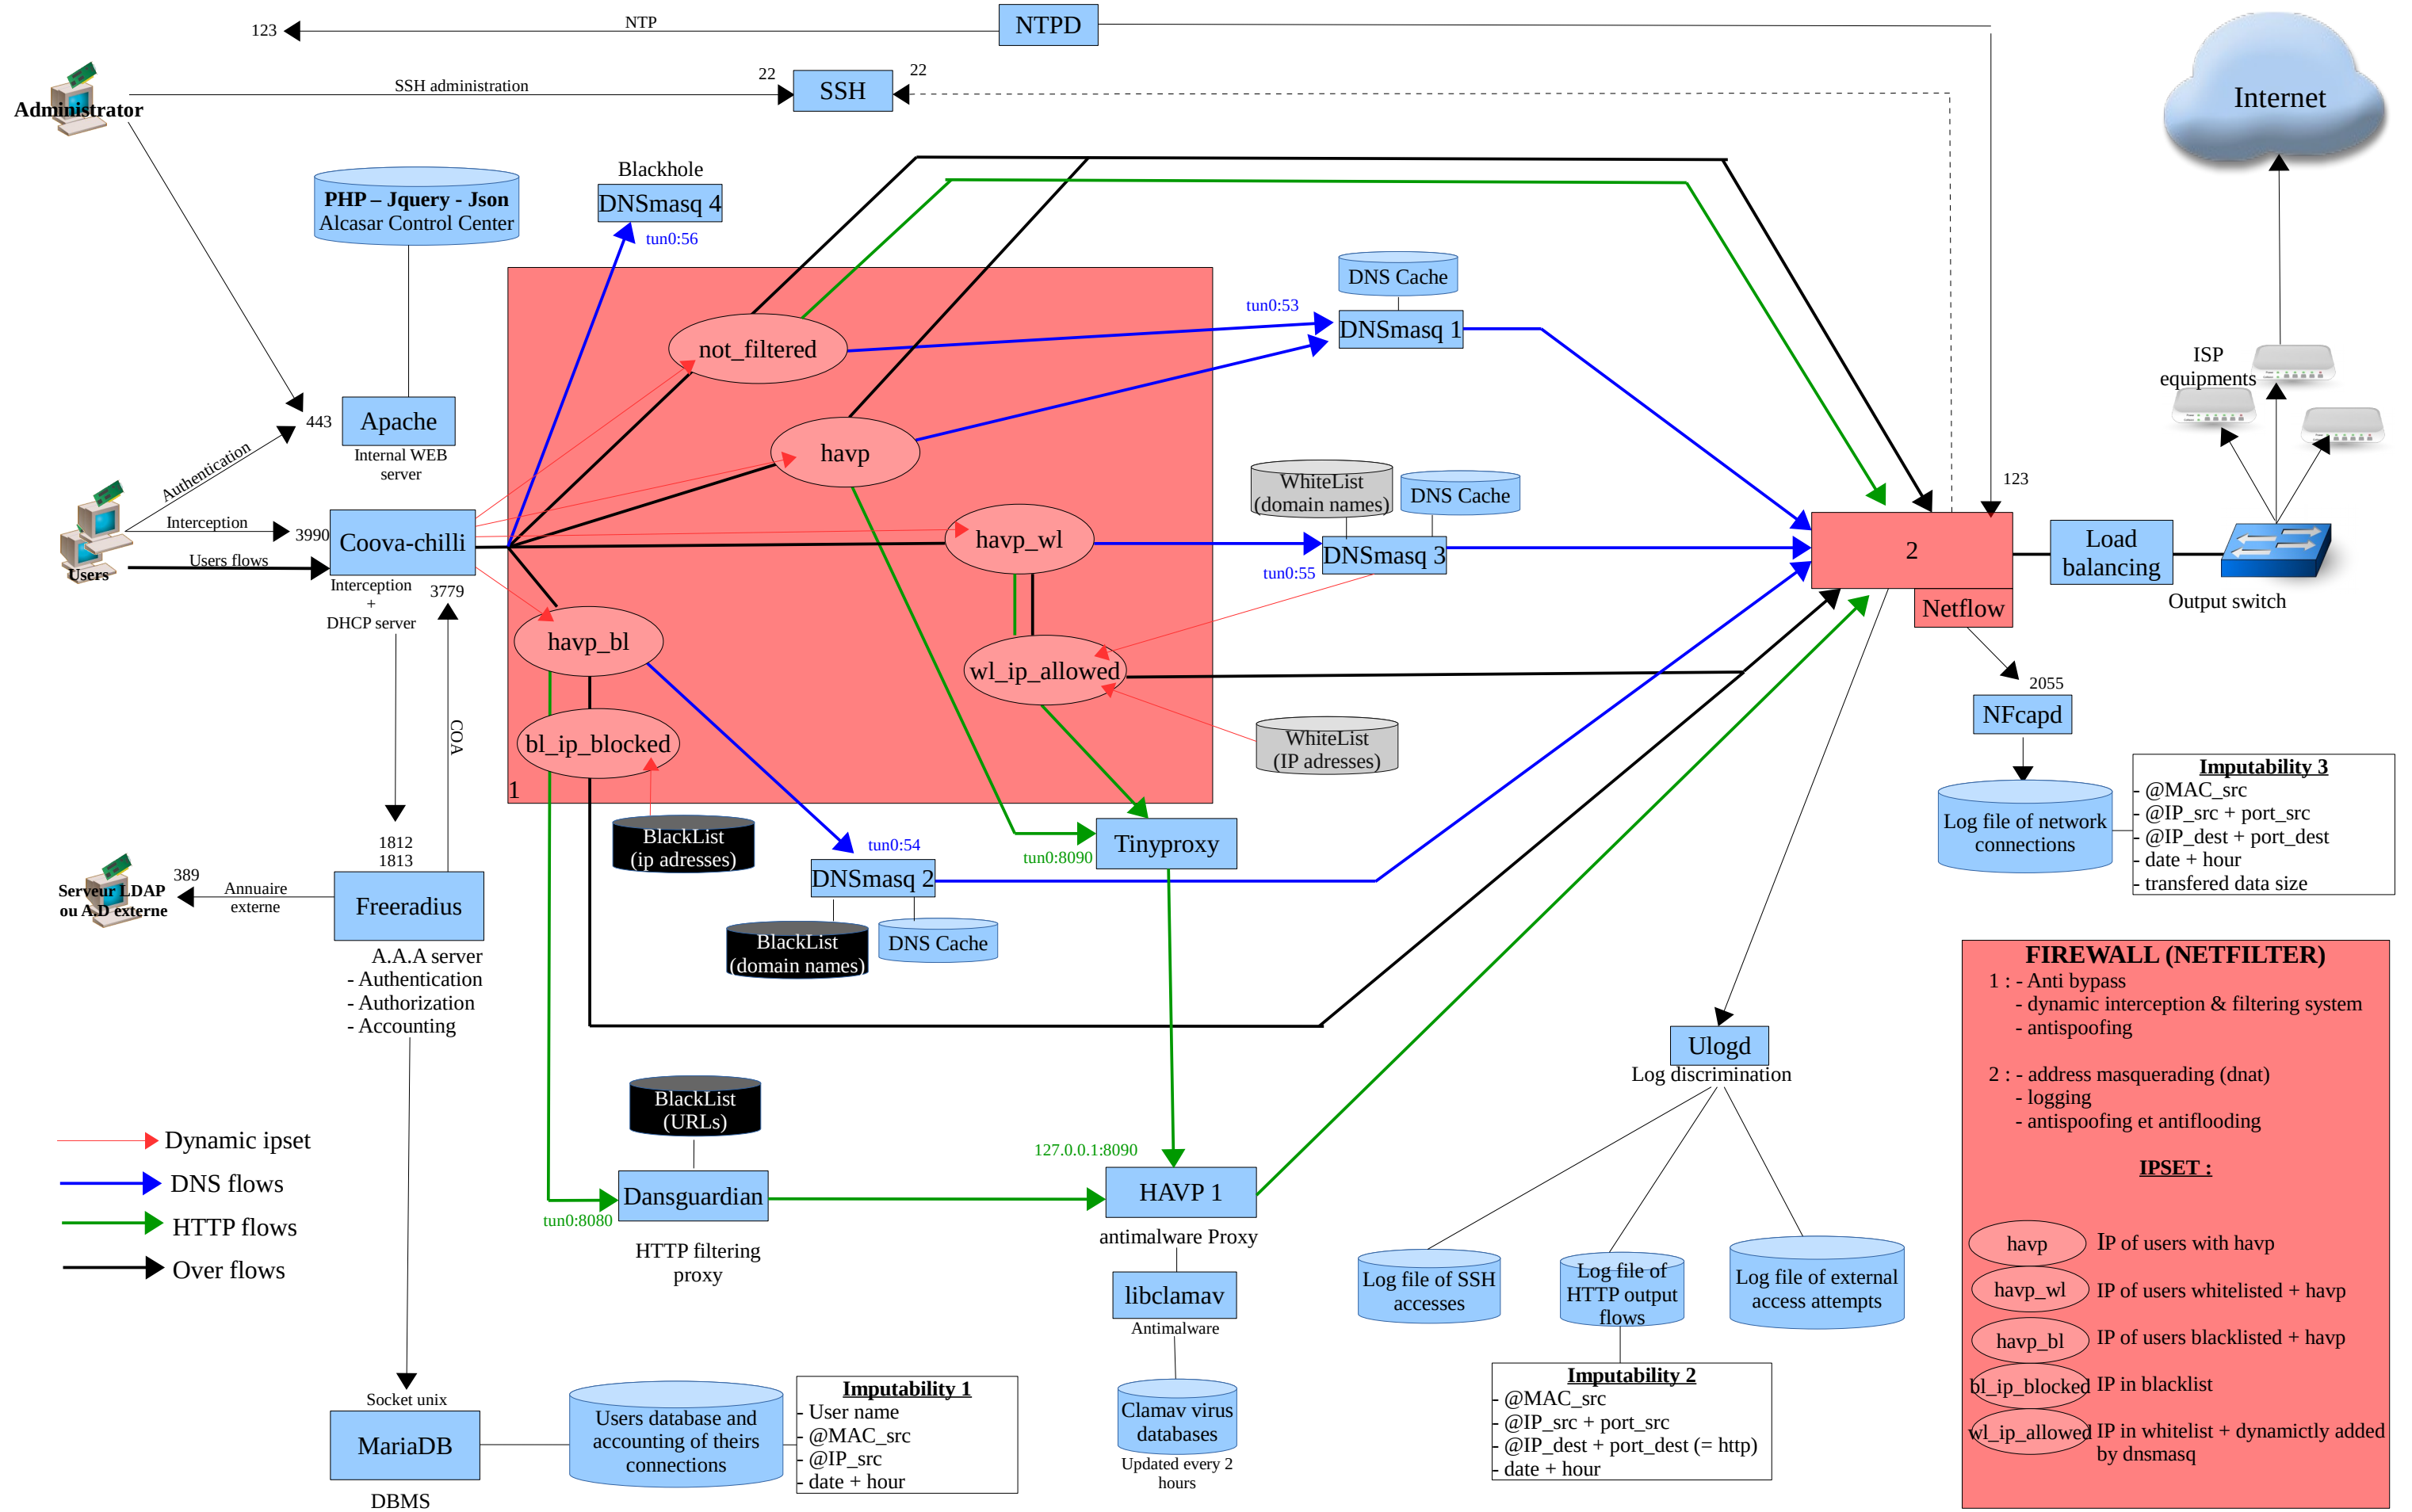 NTP
NTPD
123
22
22
SSH administration
SSH
Administrator
Internet
Blackhole
DNSmasq 4
tun0:56
PHP – Jquery - Json
Alcasar Control Center
DNS Cache
tun0:53
DNSmasq 1
not_filtered
ISP
equipments
443
Apache
Internal WEB
server
havp
Authentication
WhiteList
(domain names)
DNS Cache
123
Interception
3990
Coova-chilli
havp_wl
DNSmasq 3
tun0:55
2
Load
balancing
Users flows
Users
Interception
+
DHCP server
3779
Netflow
Output switch
havp_bl
wl_ip_allowed
2055
NFcapd
COA
bl_ip_blocked
WhiteList
(IP adresses)
1
Imputability 3
- @MAC_src
- @IP_src + port_src
- @IP_dest + port_dest
- date + hour
- transfered data size
Log file of network
connections
BlackList
(ip adresses)
tun0:54
Tinyproxy
tun0:8090
1812
1813
DNSmasq 2
389
Annuaire
externe
Serveur LDAP
ou A.D externe
Freeradius
BlackList
(domain names)
DNS Cache
A.A.A server
- Authentication
- Authorization
- Accounting
FIREWALL (NETFILTER)
1 : - Anti bypass
- dynamic interception & filtering system
- antispoofing
2 : - address masquerading (dnat)
- logging
- antispoofing et antiflooding
IPSET :
havp
IP of users with havp
havp_wl
IP of users whitelisted + havp
havp_bl
IP of users blacklisted + havp
bl_ip_blocked
IP in blacklist
wl_ip_allowed
IP in whitelist + dynamictly added
by dnsmasq
Ulogd
Log discrimination
BlackList
(URLs)
Dynamic ipset
DNS flows
HTTP flows
Over flows
127.0.0.1:8090
Dansguardian
tun0:8080
HTTP filtering
proxy
HAVP 1
antimalware Proxy
libclamav
Antimalware
Log file of SSH
accesses
Log file of
HTTP output
flows
Log file of external
access attempts
Socket unix
MariaDB
DBMS
Users database and
accounting of theirs
connections
Imputability 1
- User name
- @MAC_src
- @IP_src
- date + hour
Clamav virus
databases
Updated every 2
hours
Imputability 2
- @MAC_src
- @IP_src + port_src
- @IP_dest + port_dest (= http)
- date + hour